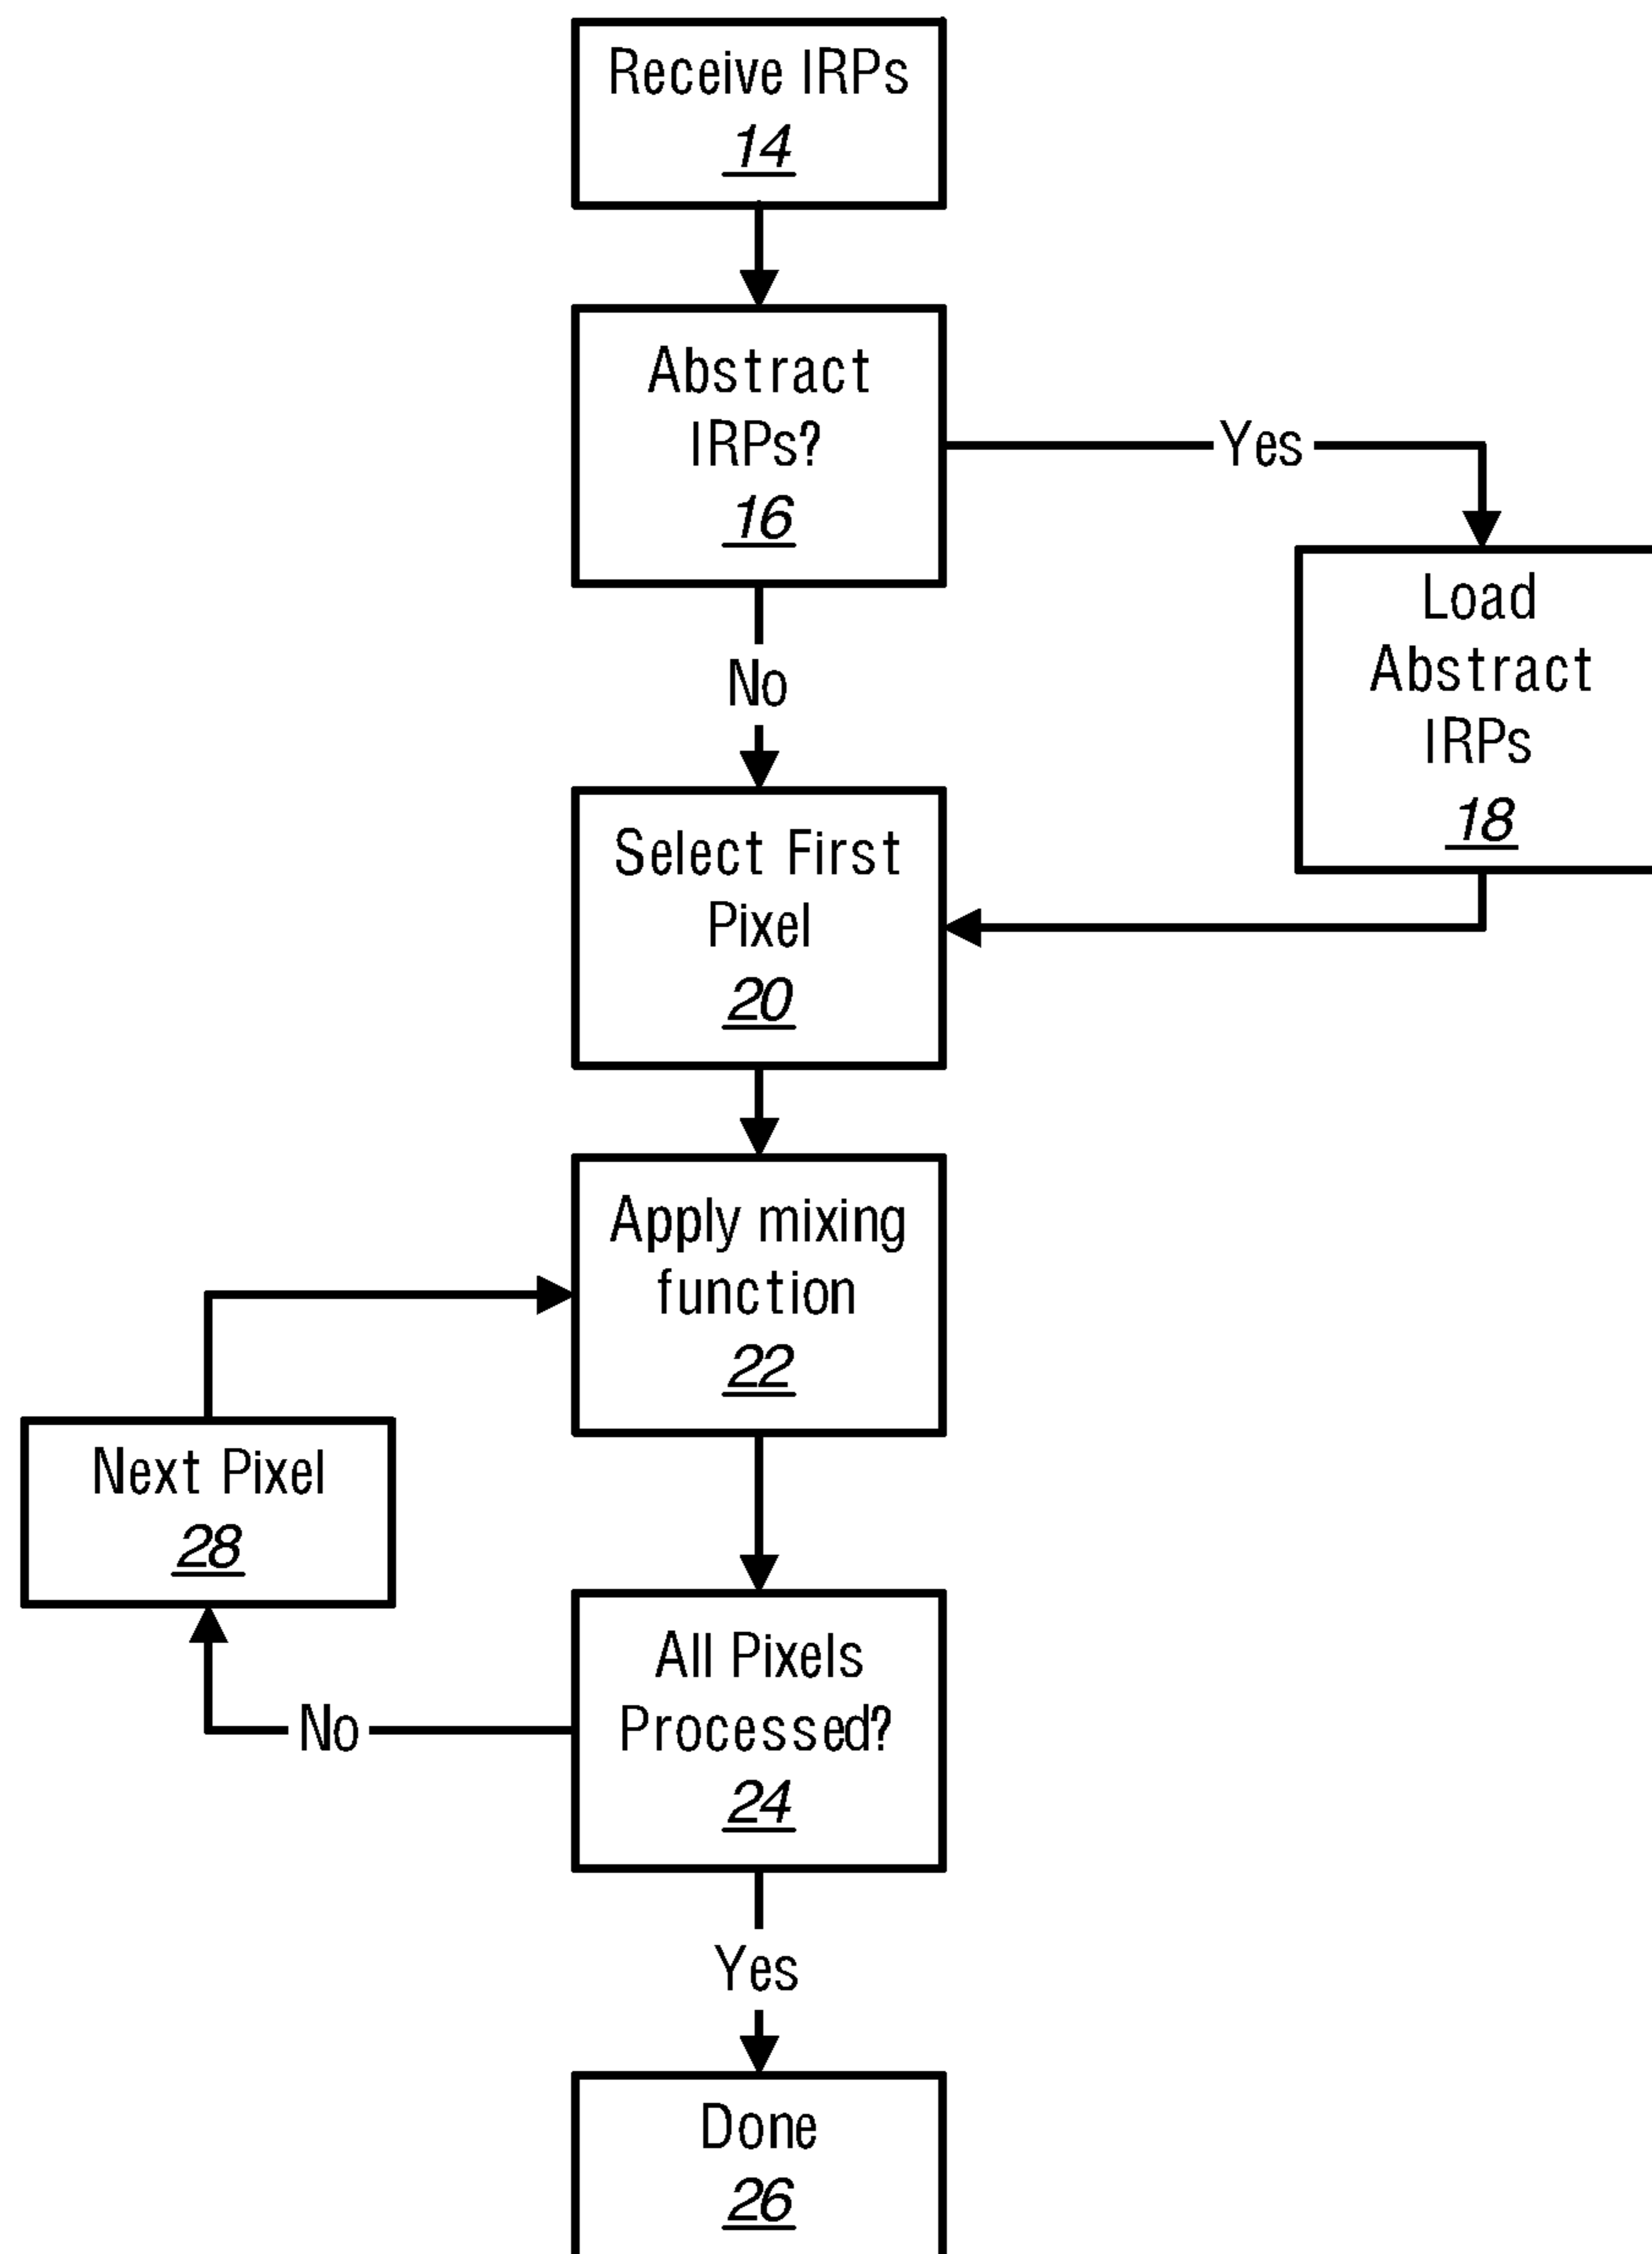 Receive IRPs
14
Abstract
IRPs?
16
Yes
No
Load
Abstract
IRPs
18
Select First
Pixel
20
Apply mixing
function
22
Next Pixel
28
All Pixels
Processed?
24
No
Yes
Done
26